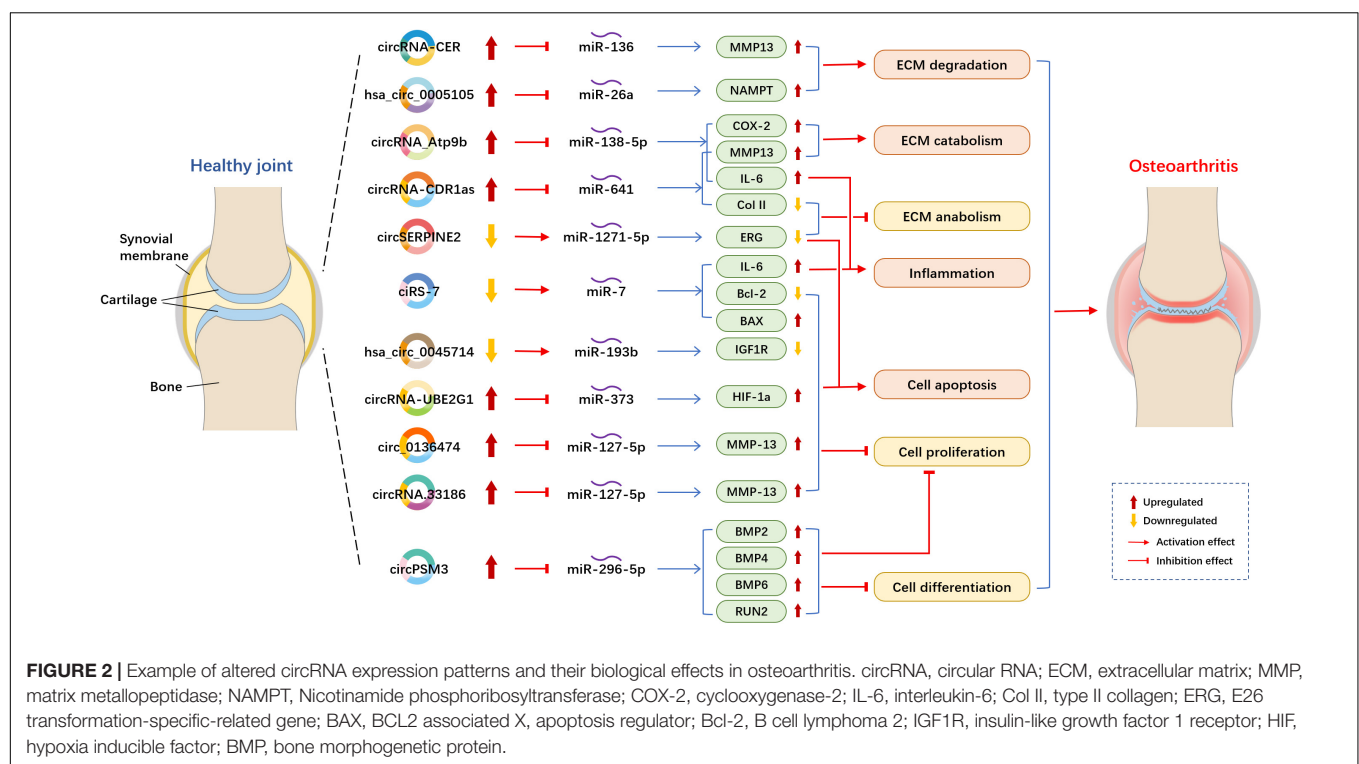 Healthy joint
Synovial
membrane
Cartilage
Bone
circRNA-CER
miR-136
MMP13
ECM degradation
hsa_circ_0005105
miR-26a
NAMPT
circRNA_Atp9b
miR-138-5p
COX-2
MMP13
ECM catabolism
circRNA-CDR1as
miR-641
IL-6
Col II
ECM anabolism
circSERPINE2
miR-1271-5p
ERG
ciRS-7
miR-7
IL-6
Inflammation
Bcl-2
BAX
hsa_circ_0045714
miR-193b
IGF1R
circRNA-UBE2G1
miR-373
HIF-1a
Cell apoptosis
circ_0136474
miR-127-5p
MMP-13
Cell proliferation
circRNA.33186
miR-127-5p
MMP-13
circPSM3
miR-296-5p
BMP2
BMP4
BMP6
RUN2
Cell differentiation
Osteoarthritis
Upregulated
Downregulated
Activation effect
Inhibition effect
FIGURE 2 | Example of altered circRNA expression patterns and their biological effects in osteoarthritis. circRNA, circular RNA; ECM, extracellular matrix; MMP,
matrix metallopeptidase; NAMPT, Nicotinamide phosphoribosyltransferase; COX-2, cyclooxygenase-2; IL-6, interleukin-6; Col II, type II collagen; ERG, E26
transformation-specific-related gene; BAX, BCL2 associated X, apoptosis regulator; Bcl-2, B cell lymphoma 2; IGF1R, insulin-like growth factor 1 receptor; HIF,
hypoxia inducible factor; BMP, bone morphogenetic protein.